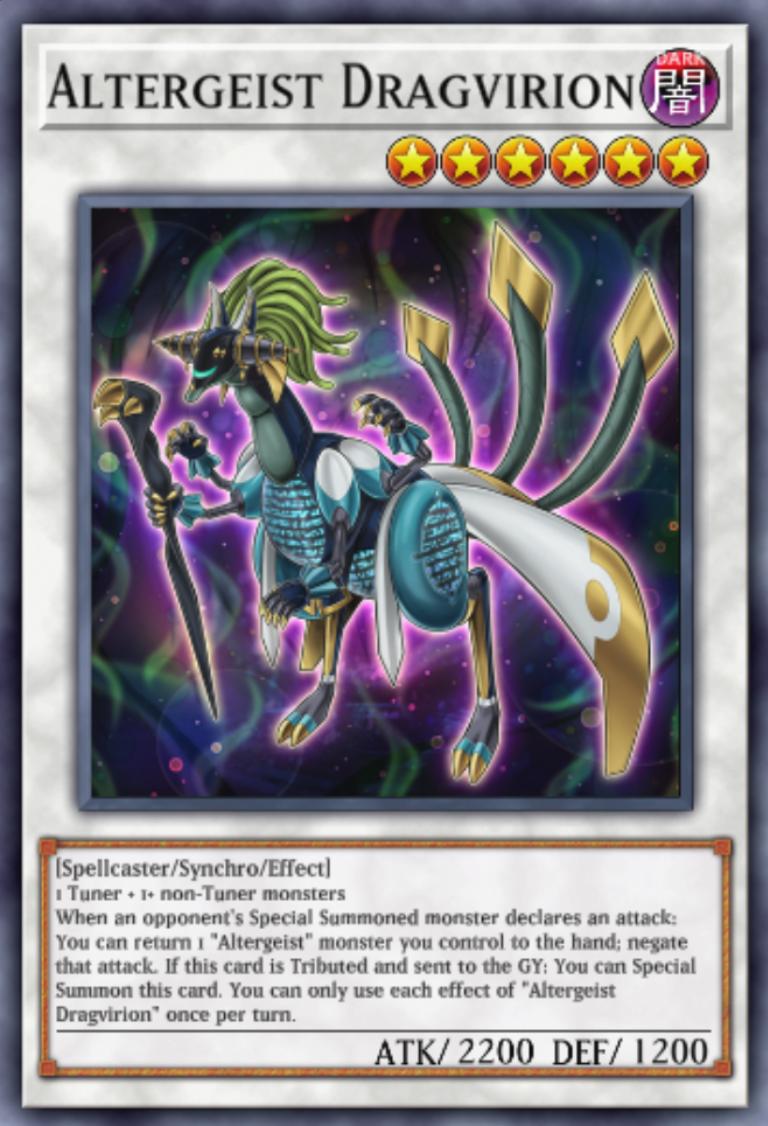 Altergeist Dragvirion
DARK
闇
[Spellcaster/Synchro/Effect]
1 Tuner + 1+ non-Tuner monsters
When an opponent's Special Summoned monster declares an attack:
You can return 1 "Altergeist" monster you control to the hand; negate
that attack. If this card is Tributed and sent to the GY: You can Special
Summon this card. You can only use each effect of "Altergeist
Dragvirion" once per turn.
ATK/ 2200 DEF/ 1200